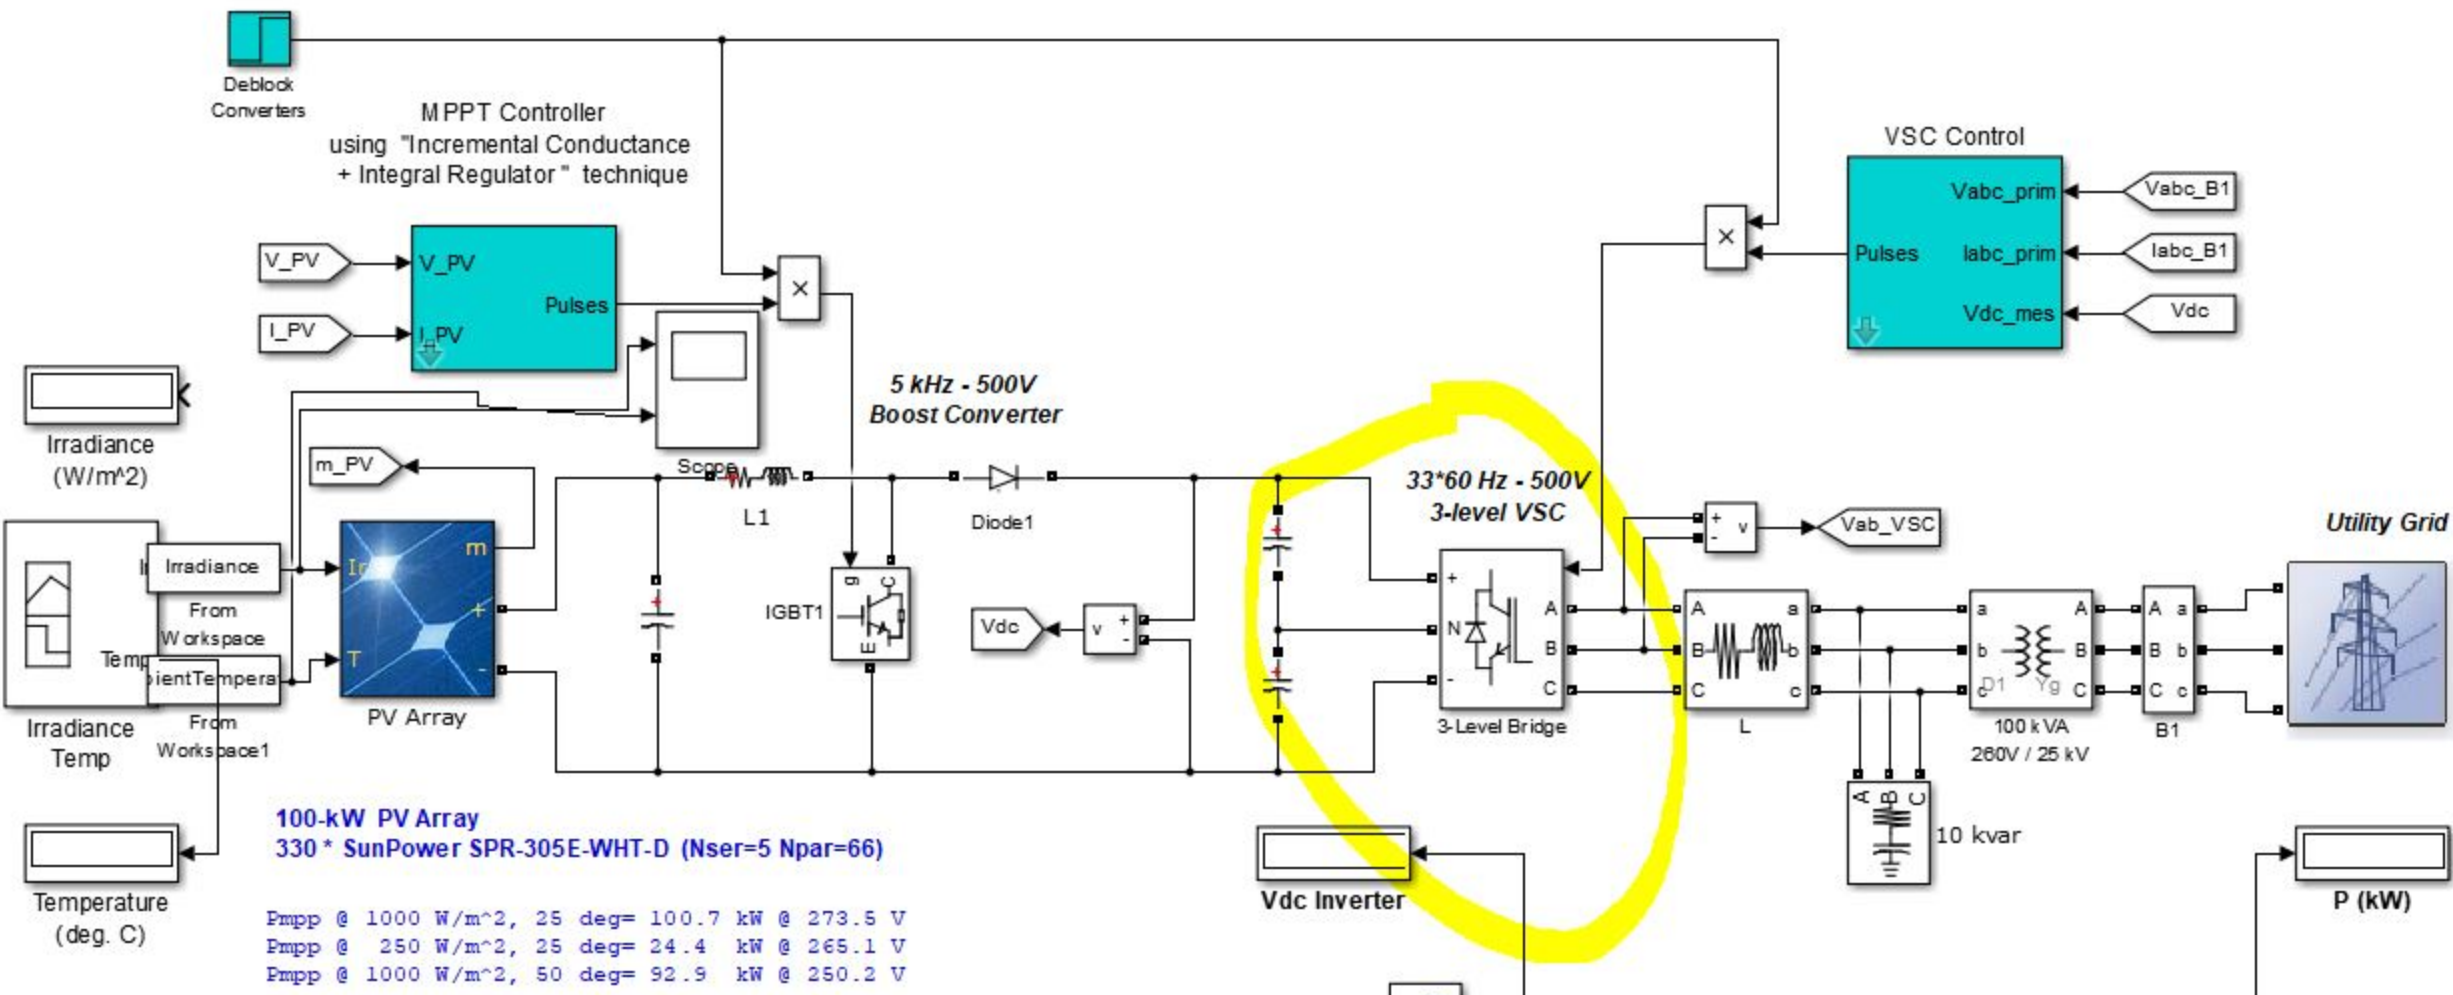 Deblock
Converters
MPPT Controller
using "Incremental Conductance
+ Integral Regulator" technique
VSC Control
V_PV
V_PV
Pulses
I_PV
I_PV
×
×
Pulses
Vabc_prim
Vabc_B1
Iabc_prim
Iabc_B1
Vdc_mes
Vdc
Irradiance
(W/m^2)
m_PV
Scope
5 kHz - 500V
Boost Converter
L1
Diode1
33*60 Hz - 500V
3-level VSC
+
-
v
Vab_VSC
Utility Grid
Irradiance
From
Workspace
Temp
ientTempera
From
Workspace1
Irradiance
Temp
Ir
T
m
+
-
PV Array
g
C
E
IGBT1
Vdc
v
+
-
+
N
-
A
B
C
3-Level Bridge
A
B
C
a
b
c
L
a
b
c
D1
Yg
A
B
C
100 kVA
260V / 25 kV
A
B
C
a
b
c
B1
A
B
C
10 kvar
Temperature
(deg. C)
100-kW PV Array
330 * SunPower SPR-305E-WHT-D (Nser=5 Npar=66)
Pmpp @ 1000 W/m^2, 25 deg= 100.7 kW @ 273.5 V
Pmpp @ 250 W/m^2, 25 deg= 24.4 kW @ 265.1 V
Pmpp @ 1000 W/m^2, 50 deg= 92.9 kW @ 250.2 V
Vdc Inverter
P (kW)